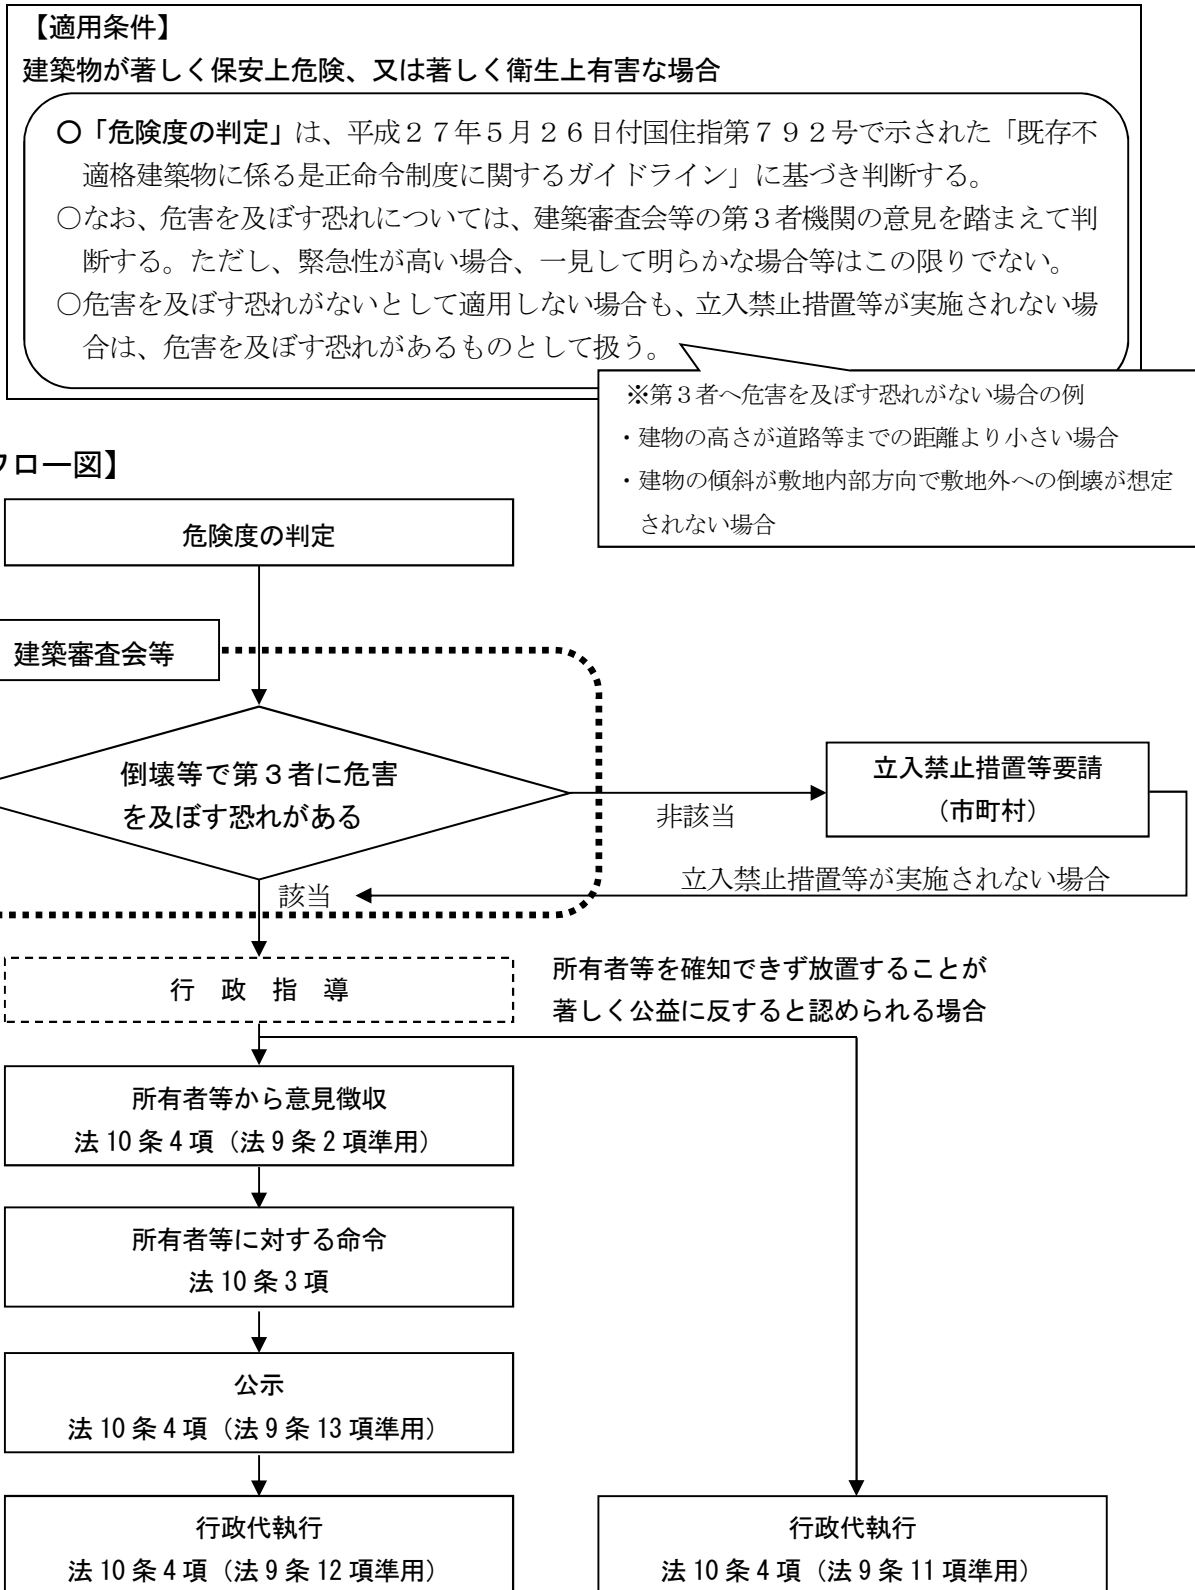 【適用条件】
建築物が著しく保安上危険、又は著しく衛生上有害な場合
○「危険度の判定」は、平成２７年５月２６日付国住指第７９２号で示された「既存不
適格建築物に係る是正命令制度に関するガイドライン」に基づき判断する。
○なお、危害を及ぼす恐れについては、建築審査会等の第３者機関の意見を踏まえて判
断する。ただし、緊急性が高い場合、一見して明らかな場合等はこの限りでない。
○危害を及ぼす恐れがないとして適用しない場合も、立入禁止措置等が実施されない場
合は、危害を及ぼす恐れがあるものとして扱う。
※第３者へ危害を及ぼす恐れがない場合の例
・建物の高さが道路等までの距離より小さい場合
・建物の傾斜が敷地内部方向で敷地外への倒壊が想定
されない場合
フロー図】
危険度の判定
建築審査会等
倒壊等で第３者に危害
を及ぼす恐れがある
非該当
立入禁止措置等要請
（市町村）
立入禁止措置等が実施されない場合
該当
行　政　指　導
所有者等を確知できず放置することが
著しく公益に反すると認められる場合
所有者等から意見徴収
法 10 条４項（法９条２項準用）
所有者等に対する命令
法 10 条３項
公示
法 10 条４項（法９条 13 項準用）
行政代執行
法 10 条４項（法９条 12 項準用）
行政代執行
法 10 条４項（法９条 11 項準用）